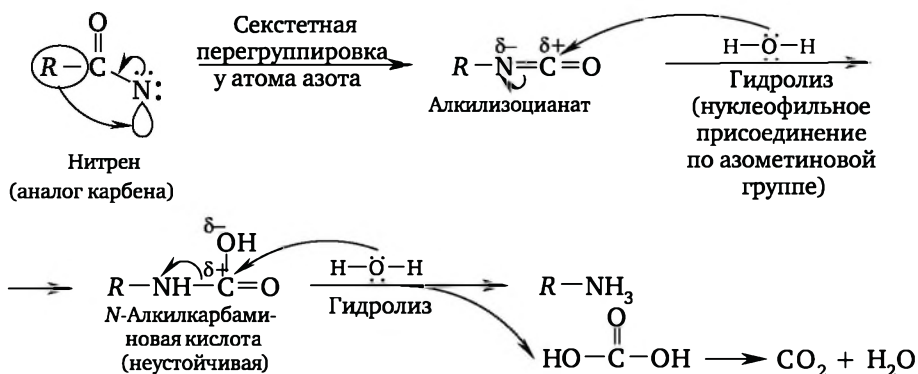 O
R—C
N:
Нитрен
(аналог карбена)
Секстетная
перегруппировка
у атома азота
δ− δ+
R—N=C=O
Алкилизоцианат
H—O—H
Гидролиз
(нуклеофильное
присоединение
по азометиновой
группе)
δ−
OH
δ+
R—NH—C=O
N-Алкилкарбами-
новая кислота
(неустойчивая)
H—O—H
Гидролиз
R—NH₃
O
HO—C—OH
CO₂ + H₂O